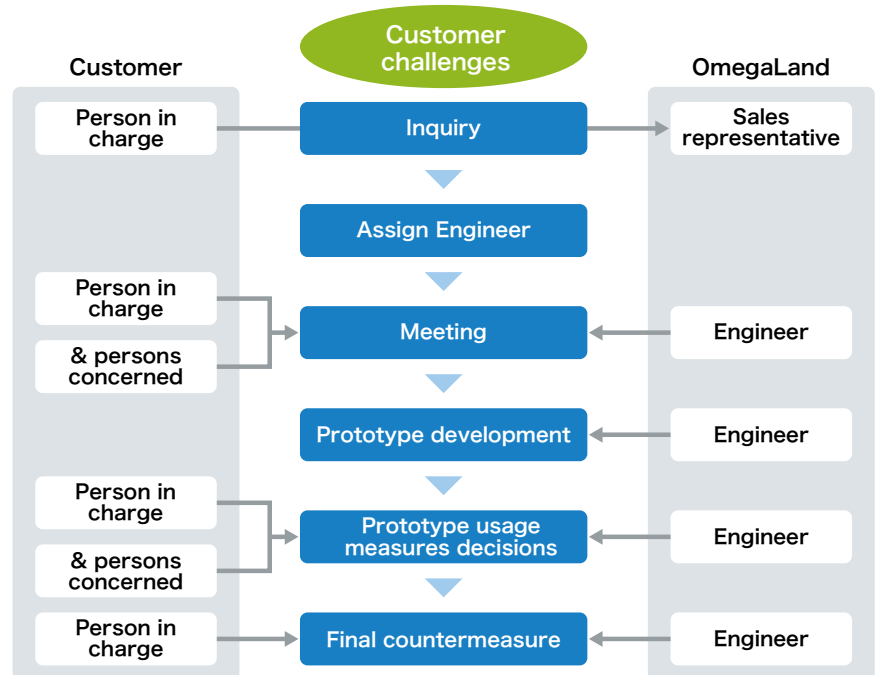 Customer
challenges
Customer
OmegaLand
Person in
charge
Inquiry
Sales
representative
Assign Engineer
Person in
charge
& persons
concerned
Meeting
Engineer
Prototype development
Engineer
Person in
charge
& persons
concerned
Prototype usage
measures decisions
Engineer
Person in
charge
Final countermeasure
Engineer